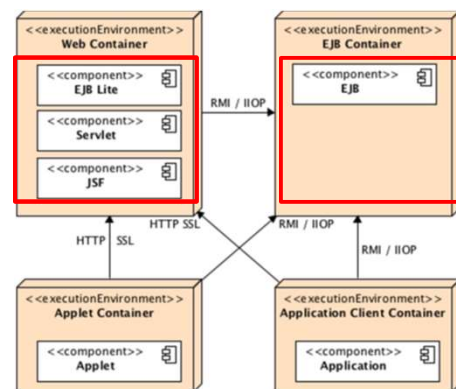 <<executionEnvironment>>
Web Container
<<component>>
EJB Lite
<<component>>
Servlet
<<component>>
JSF
RMI / IIOP
<<executionEnvironment>>
EJB Container
<<component>>
EJB
HTTP SSL
HTTP SSL
RMI / IIOP
RMI / IIOP
<<executionEnvironment>>
Applet Container
<<component>>
Applet
<<executionEnvironment>>
Application Client Container
<<component>>
Application